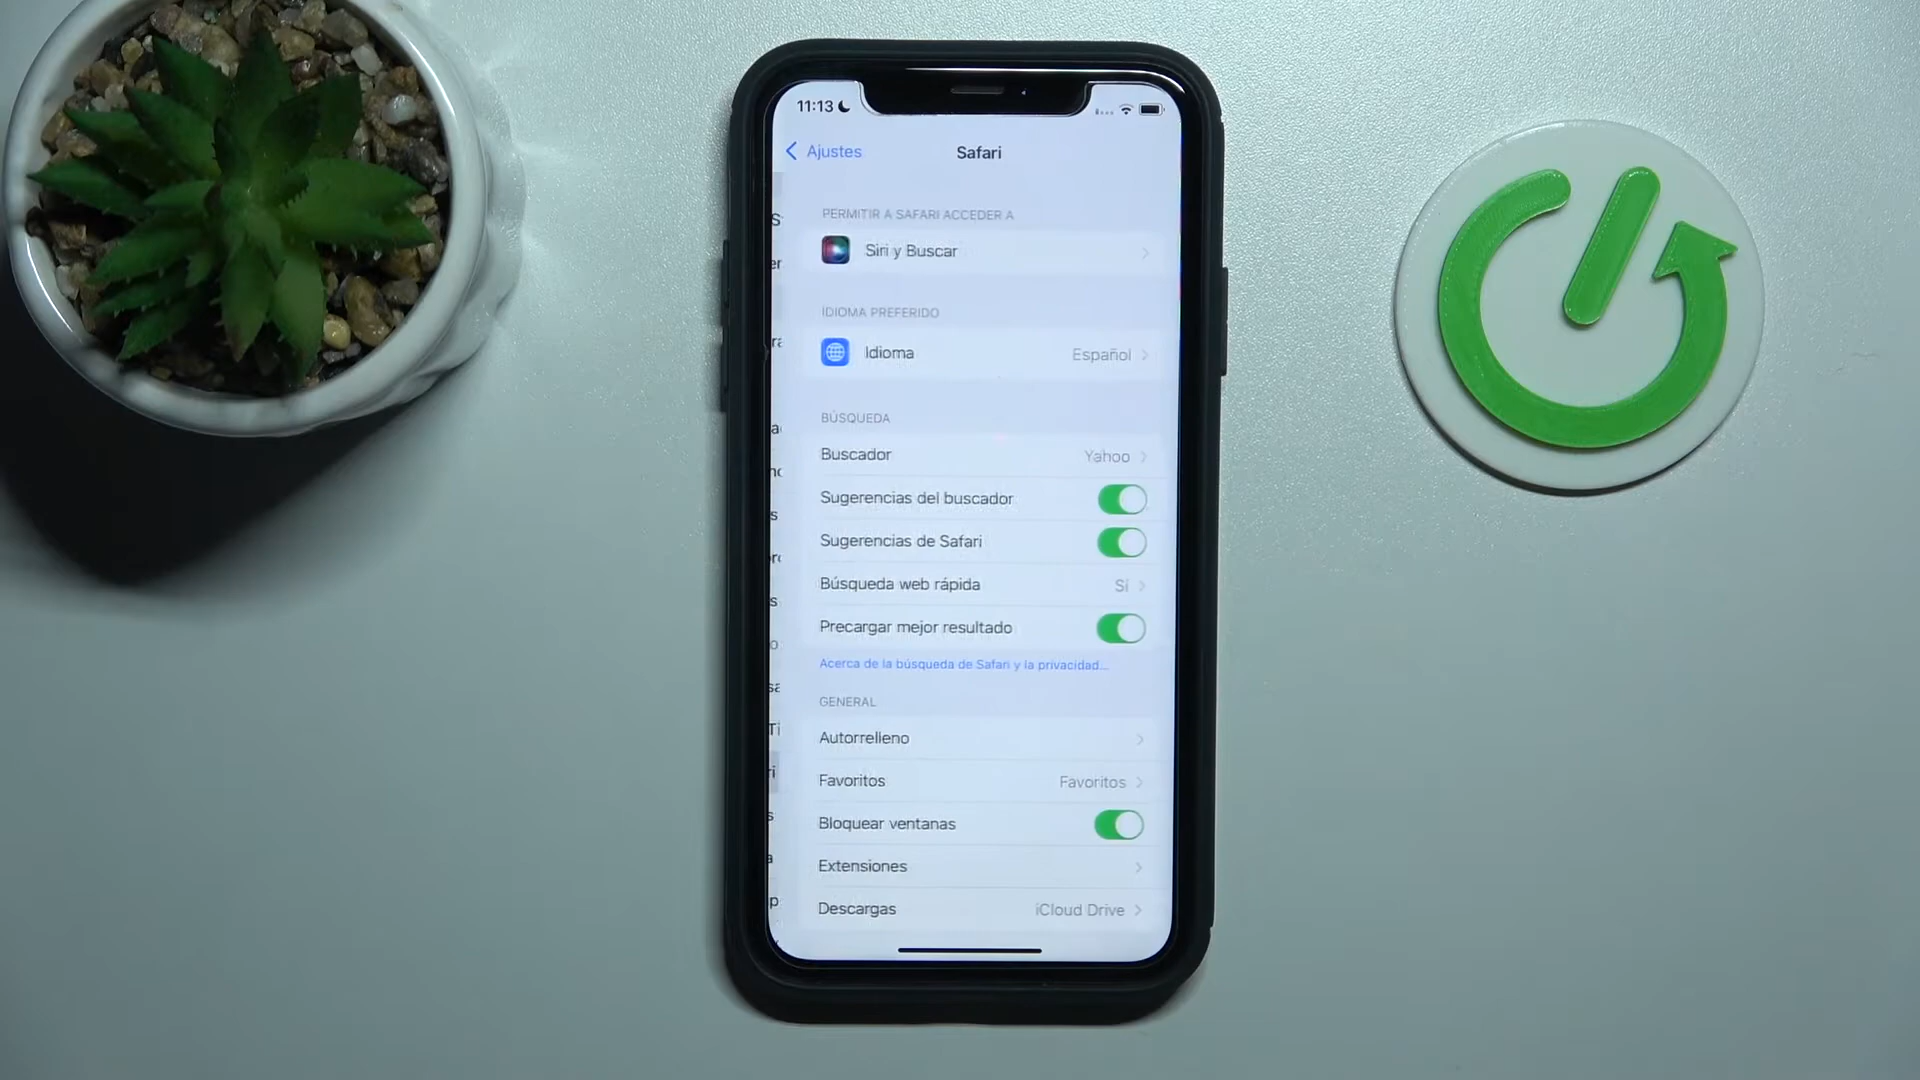 11:13
Ajustes
Safari
PERMITIR A SAFARI ACCEDER A
Siri y Buscar
IDIOMA PREFERIDO
Idioma Español
BÚSQUEDA
Buscador Yahoo
Sugerencias del buscador
Sugerencias de Safari
Búsqueda web rápida Sí
Precargar mejor resultado
Acerca de la búsqueda de Safari y la privacidad...
GENERAL
Autorrelleno
Favoritos Favoritos
Bloquear ventanas
Extensiones
Descargas iCloud Drive